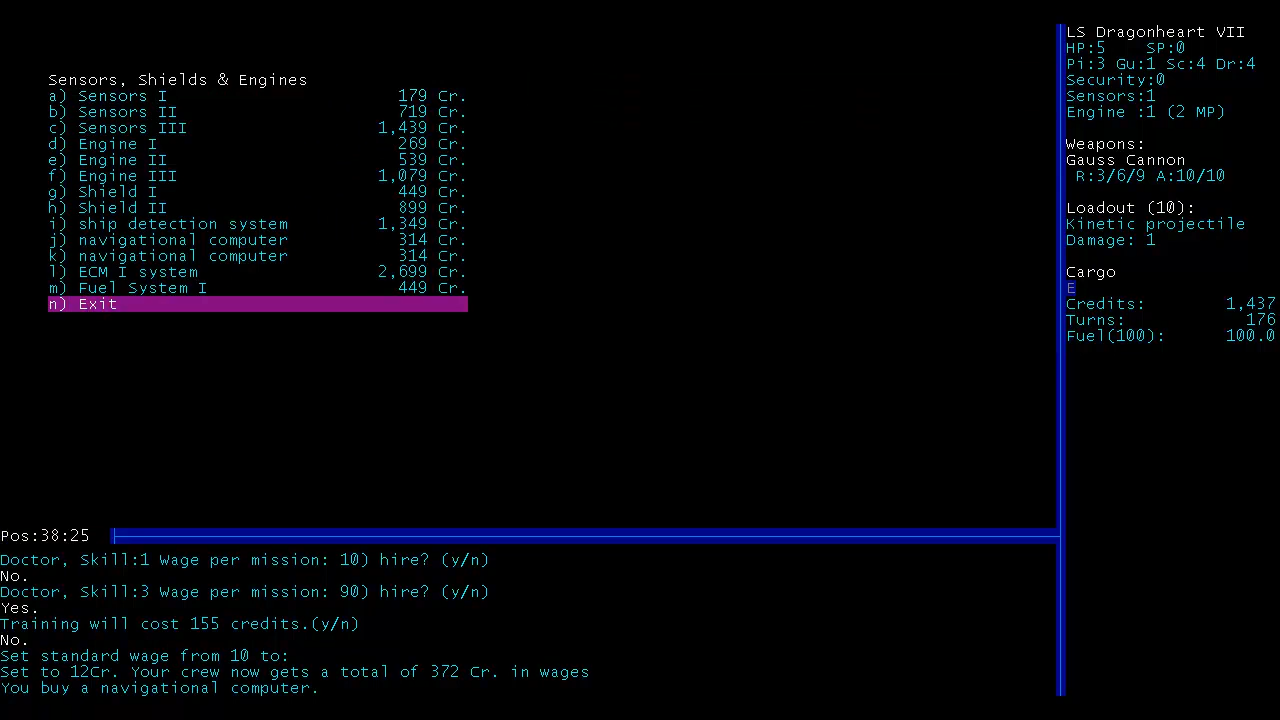 Sensors, Shields & Engines
a) Sensors I 179 Cr.
b) Sensors II 719 Cr.
c) Sensors III 1,439 Cr.
d) Engine I 269 Cr.
e) Engine II 539 Cr.
f) Engine III 1,079 Cr.
g) Shield I 449 Cr.
h) Shield II 899 Cr.
i) ship detection system 1,349 Cr.
j) navigational computer 314 Cr.
k) navigational computer 314 Cr.
l) ECM I system 2,699 Cr.
m) Fuel System I 449 Cr.
n) Exit
LS Dragonheart VII
HP:5 SP:0
Pi:3 Gu:1 Sc:4 Dr:4
Security:0
Sensors:1
Engine :1 (2 MP)
Weapons:
Gauss Cannon
R:3/6/9 A:10/10
Loadout (10):
Kinetic projectile
Damage: 1
Cargo
E
Credits: 1,437
Turns: 176
Fuel(100): 100.0
Pos:38:25
Doctor, Skill:1 Wage per mission: 10) hire? (y/n)
No.
Doctor, Skill:3 Wage per mission: 90) hire? (y/n)
Yes.
Training will cost 155 credits.(y/n)
No.
Set standard wage from 10 to:
Set to 12Cr. Your crew now gets a total of 372 Cr. in wages
You buy a navigational computer.